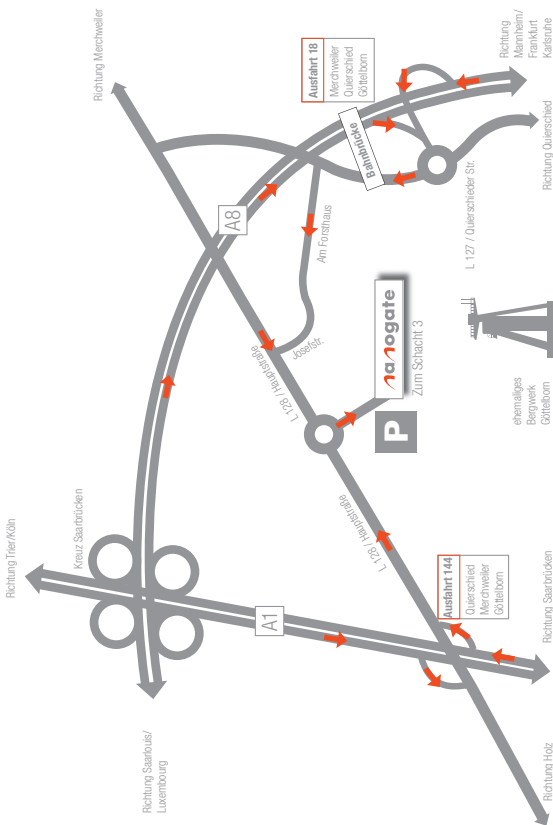 Richtung Merchweiler
Ausfahrt 18
Merchweiler
Quierschied
Göttelborn
Richtung
Mannheim/
Frankfurt
Karlsruhe
Bahnbrücke
A8
Am Forsthaus
L 127 / Quierschieder Str.
Richtung Quierschied
Josefstr.
L 128 / Hauptstraße
nanogate
Zum Schacht 3
P
ehemaliges
Bergwerk
Göttelborn
Richtung Trier/Köln
Kreuz Saarbrücken
L 128 / Hauptstraße
A1
Ausfahrt 144
Quierschied
Merchweiler
Göttelborn
Richtung Saarbrücken
Richtung Saarlouis/
Luxembourg
Richtung Holz